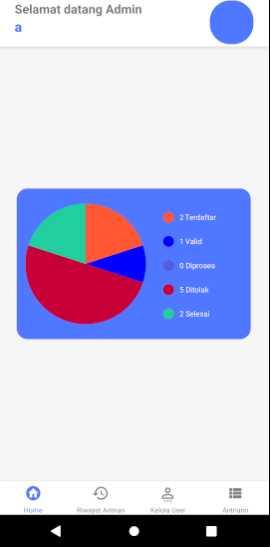 Selamat datang Admin
a
2 Terdaftar
1 Valid
0 Diproses
5 Ditolak
2 Selesai
Home
Riwayat Antrian
Kelola User
Antriann